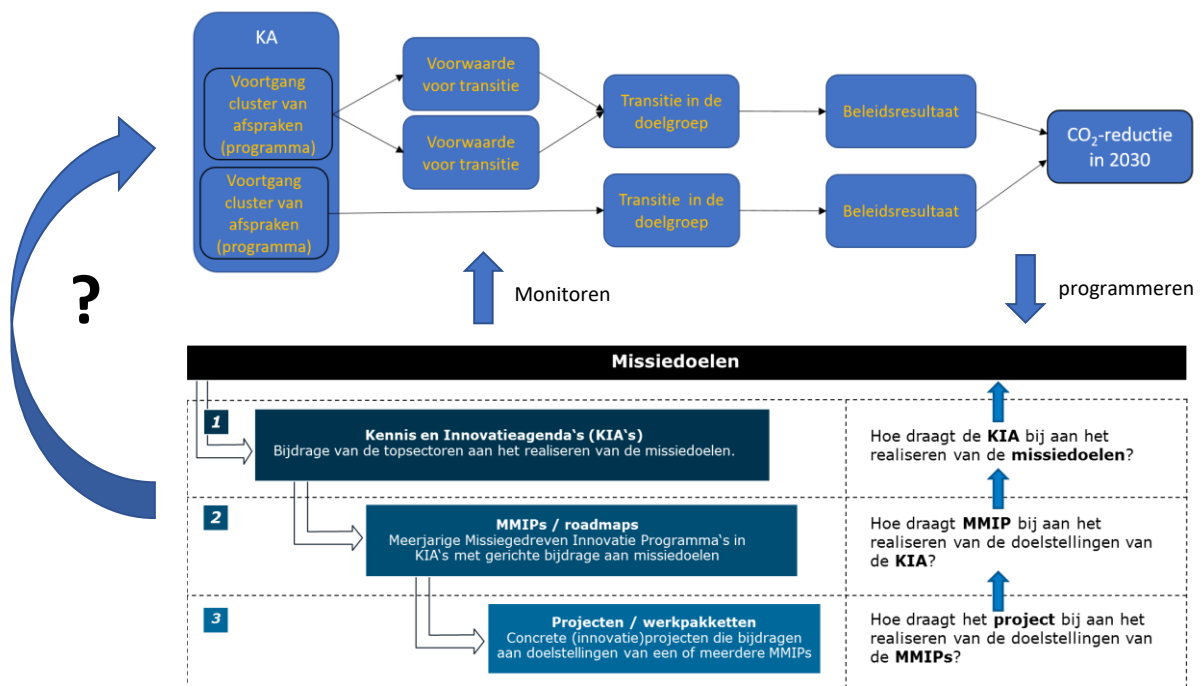 KA
Voortgang
cluster van
afspraken
(programma)
Voortgang
cluster van
afspraken
(programma)
Voorwaarde
voor transitie
Voorwaarde
voor transitie
Transitie in de
doelgroep
Transitie in de
doelgroep
Beleidsresultaat
Beleidsresultaat
CO₂-reductie
in 2030
?
Monitoren
programmeren
Missiedoelen
1
Kennis en Innovatieagenda's (KIA's)
Bijdrage van de topsectoren aan het realiseren van de missiedoelen.
Hoe draagt de KIA bij aan het
realiseren van de missiedoelen?
2
MMIPs / roadmaps
Meerjarige Missiegedreven Innovatie Programma's in
KIA's met gerichte bijdrage aan missiedoelen
Hoe draagt MMIP bij aan het
realiseren van de doelstellingen van
de KIA?
3
Projecten / werkpakketten
Concrete (innovatie)projecten die bijdragen
aan doelstellingen van een of meerdere MMIPs
Hoe draagt het project bij aan het
realiseren van de doelstellingen van
de MMIPs?